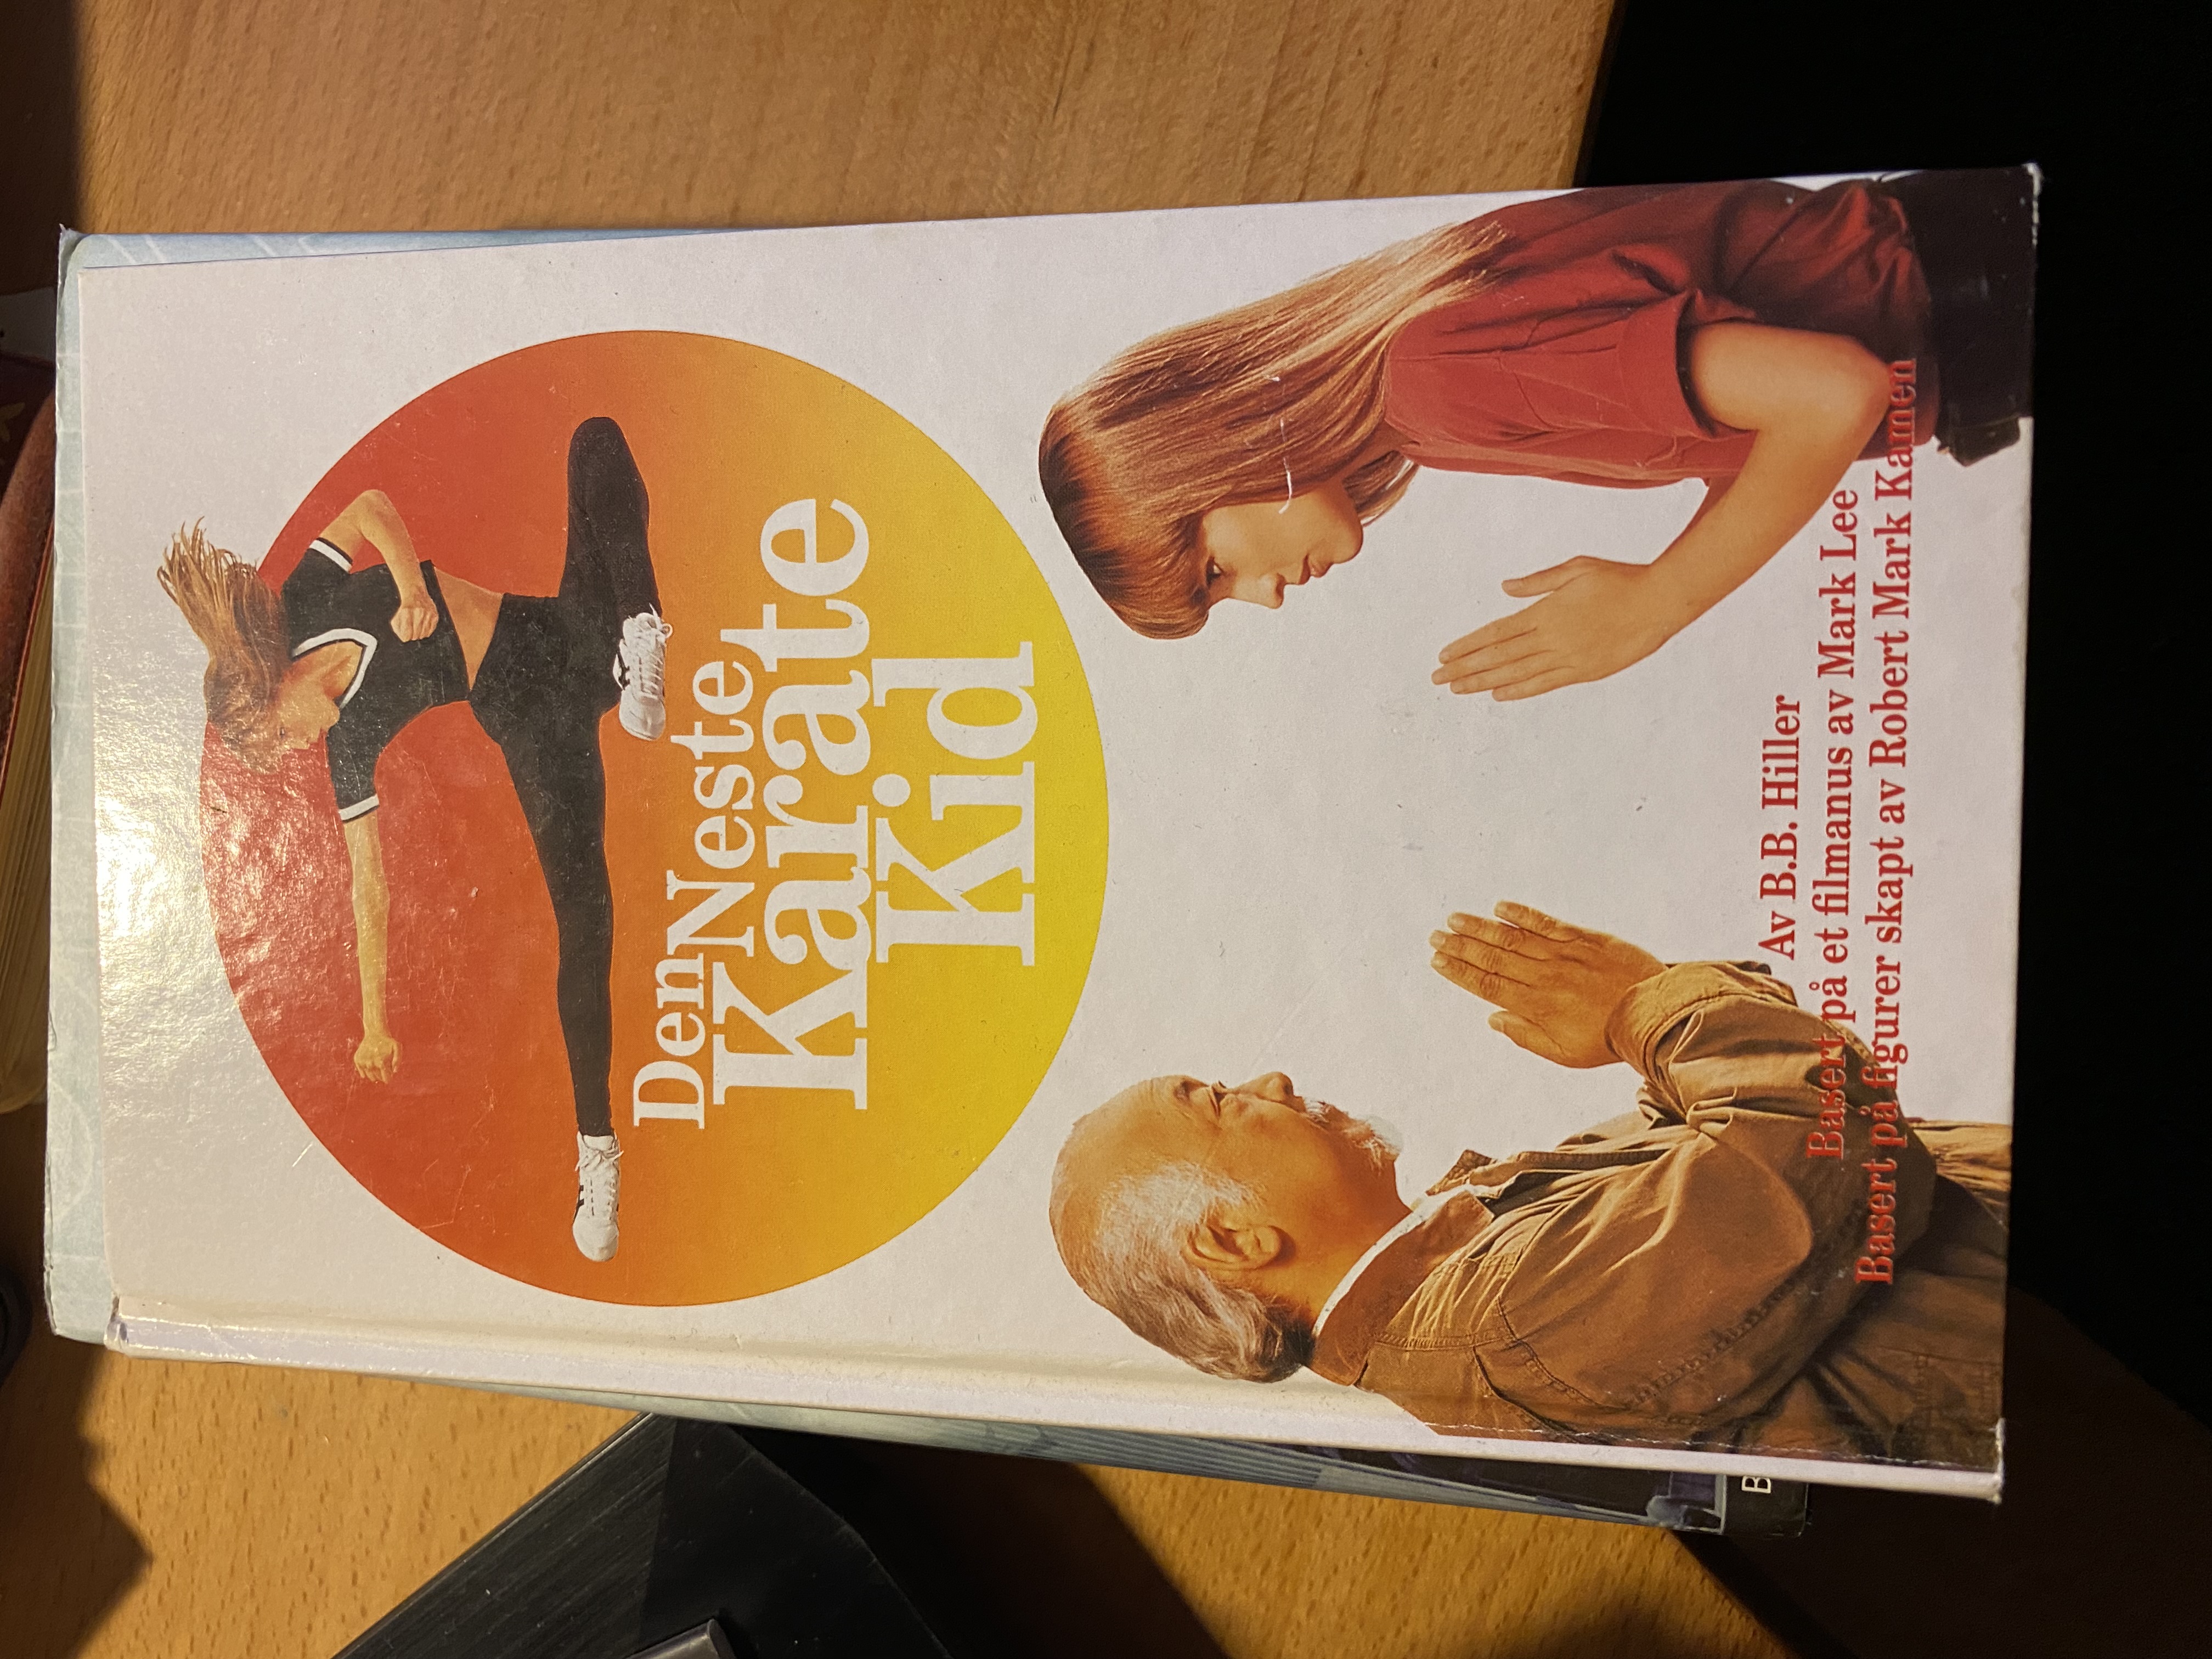 Den Neste
Karate
Kid
Av B.B. Hiller
Basert på et filmanus av Mark Lee
Basert på figurer skapt av Robert Mark Kamen
B